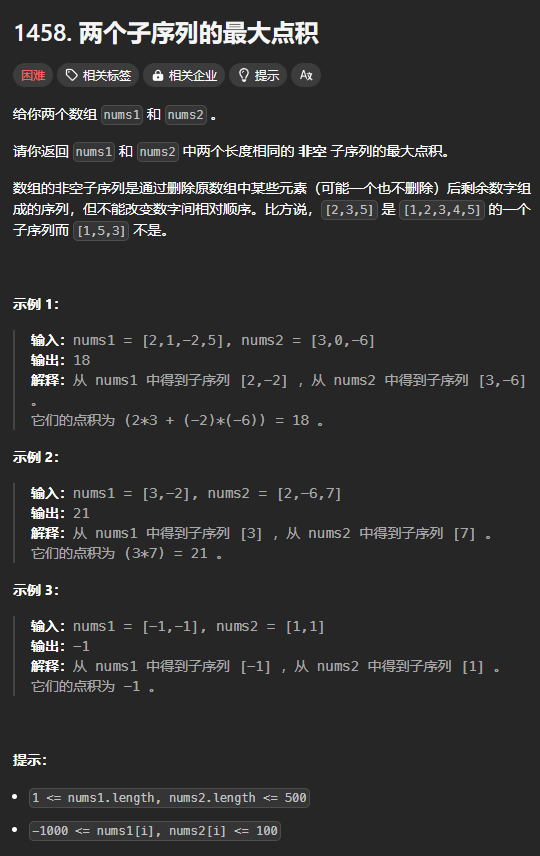 1458. 两个子序列的最大点积
困难 相关标签 相关企业 提示 A文
给你两个数组 nums1 和 nums2 。
请你返回 nums1 和 nums2 中两个长度相同的 非空 子序列的最大点积。
数组的非空子序列是通过删除原数组中某些元素（可能一个也不删除）后剩余数字组
成的序列，但不能改变数字间相对顺序。比方说，[2,3,5] 是 [1,2,3,4,5] 的一个
子序列而 [1,5,3] 不是。
示例 1：
输入：nums1 = [2,1,-2,5], nums2 = [3,0,-6]
输出：18
解释：从 nums1 中得到子序列 [2,-2] ，从 nums2 中得到子序列 [3,-6]
。
它们的点积为 (2*3 + (-2)*(-6)) = 18 。
示例 2：
输入：nums1 = [3,-2], nums2 = [2,-6,7]
输出：21
解释：从 nums1 中得到子序列 [3] ，从 nums2 中得到子序列 [7] 。
它们的点积为 (3*7) = 21 。
示例 3：
输入：nums1 = [-1,-1], nums2 = [1,1]
输出：-1
解释：从 nums1 中得到子序列 [-1] ，从 nums2 中得到子序列 [1] 。
它们的点积为 -1 。
提示：
• 1 <= nums1.length, nums2.length <= 500
• -1000 <= nums1[i], nums2[i] <= 100